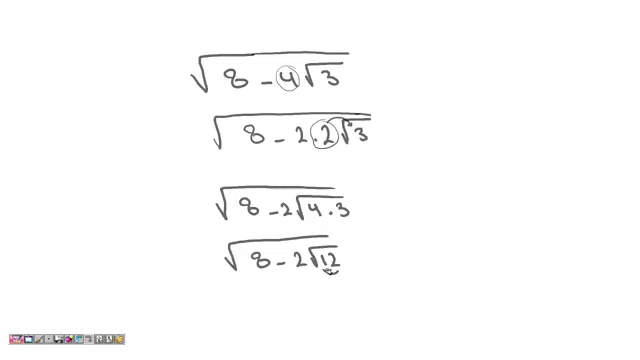 √(8 - 4√3)
√(8 - 2.2√3)
√(8 - 2√(4.3))
√(8 - 2√12)